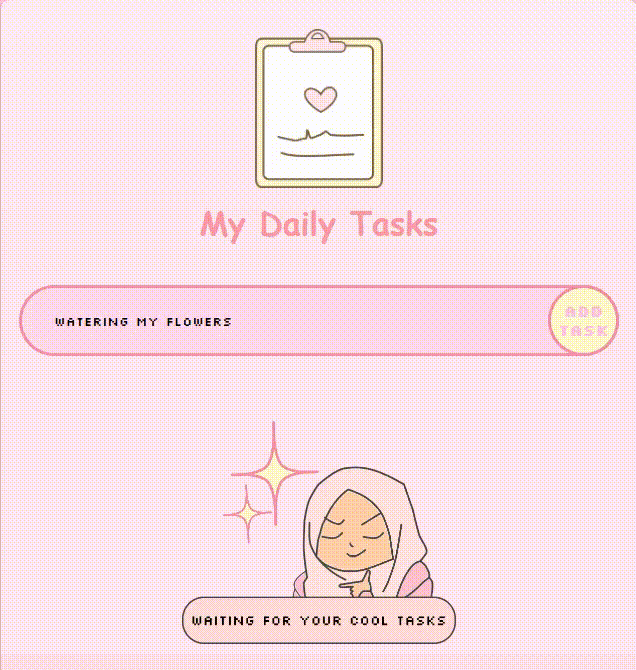 My Daily Tasks
WATERING MY FLOWERS
ADD
TASK
WAITING FOR YOUR COOL TASKS